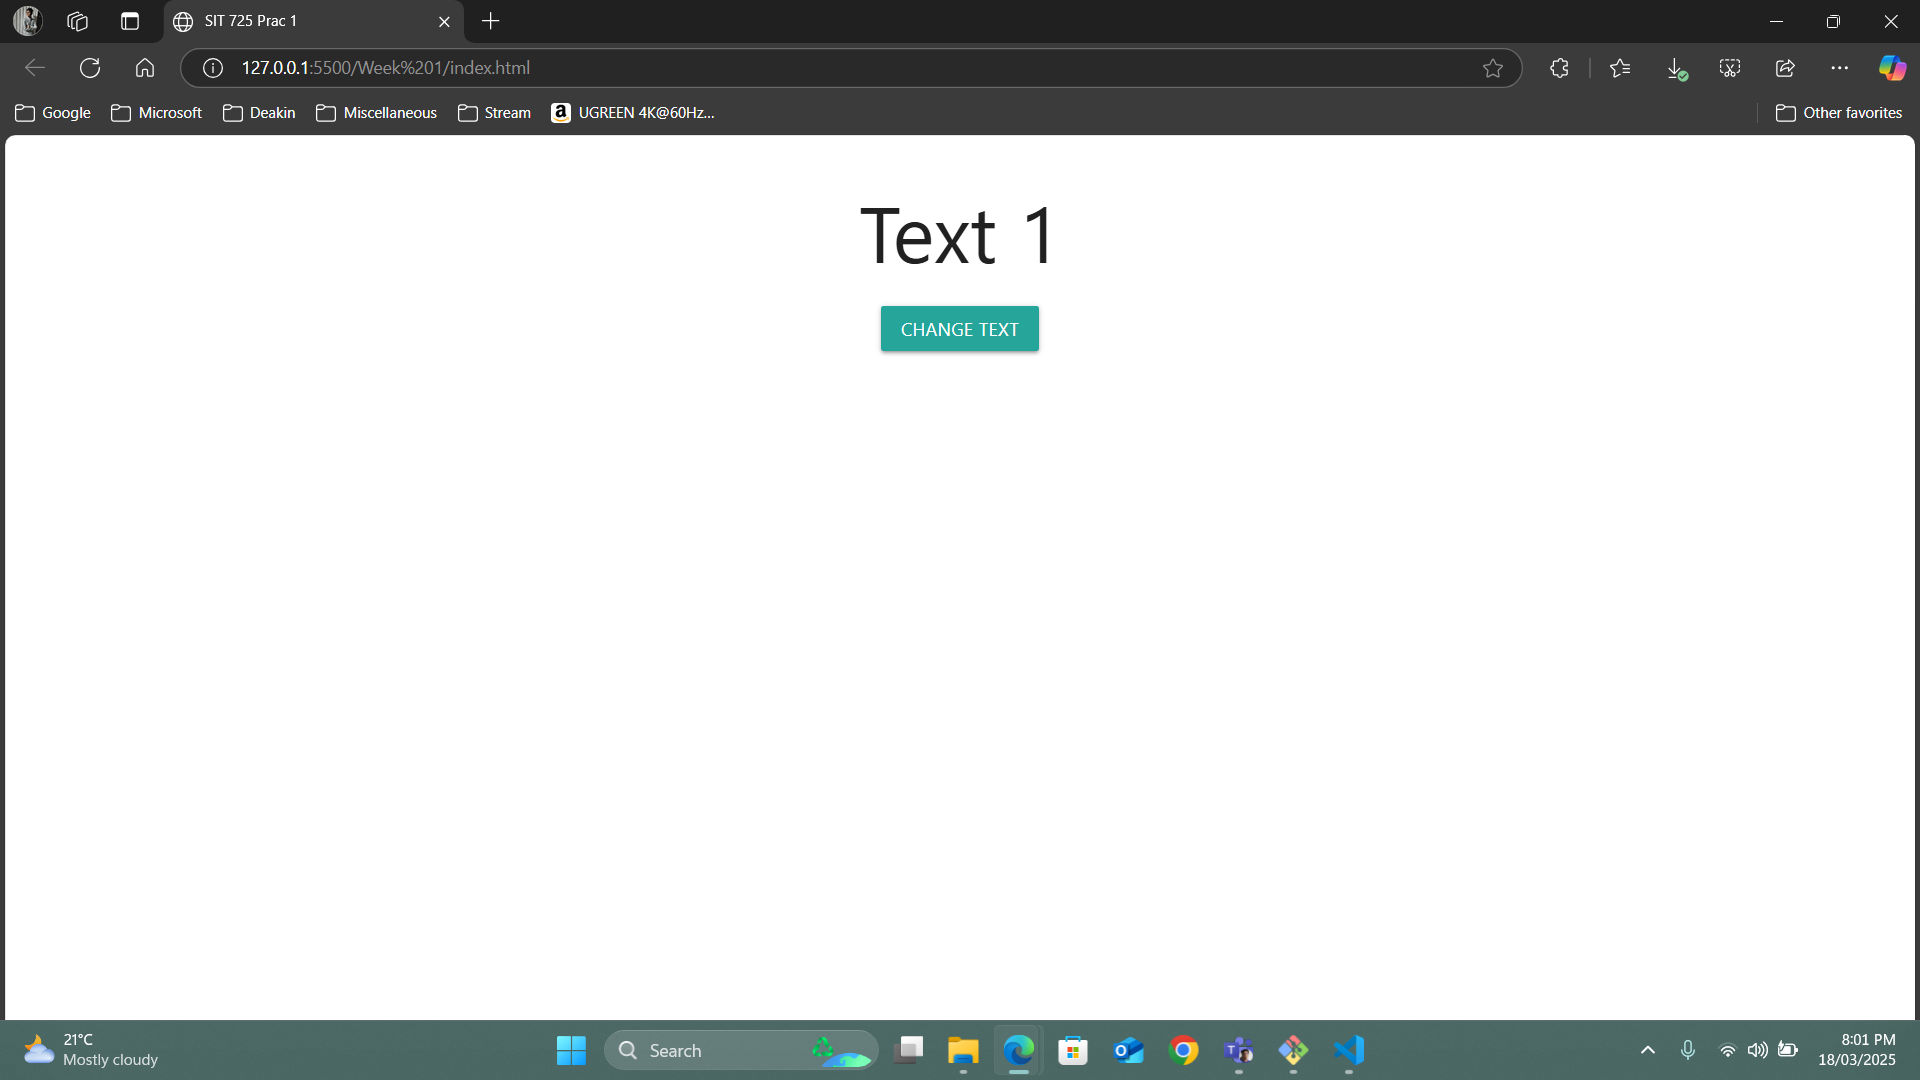 SIT 725 Prac 1
127.0.0.1:5500/Week%201/index.html
Google Microsoft Deakin Miscellaneous Stream UGREEN 4K@60Hz... Other favorites
Text 1
CHANGE TEXT
21°C
Mostly cloudy
Search
8:01 PM
18/03/2025